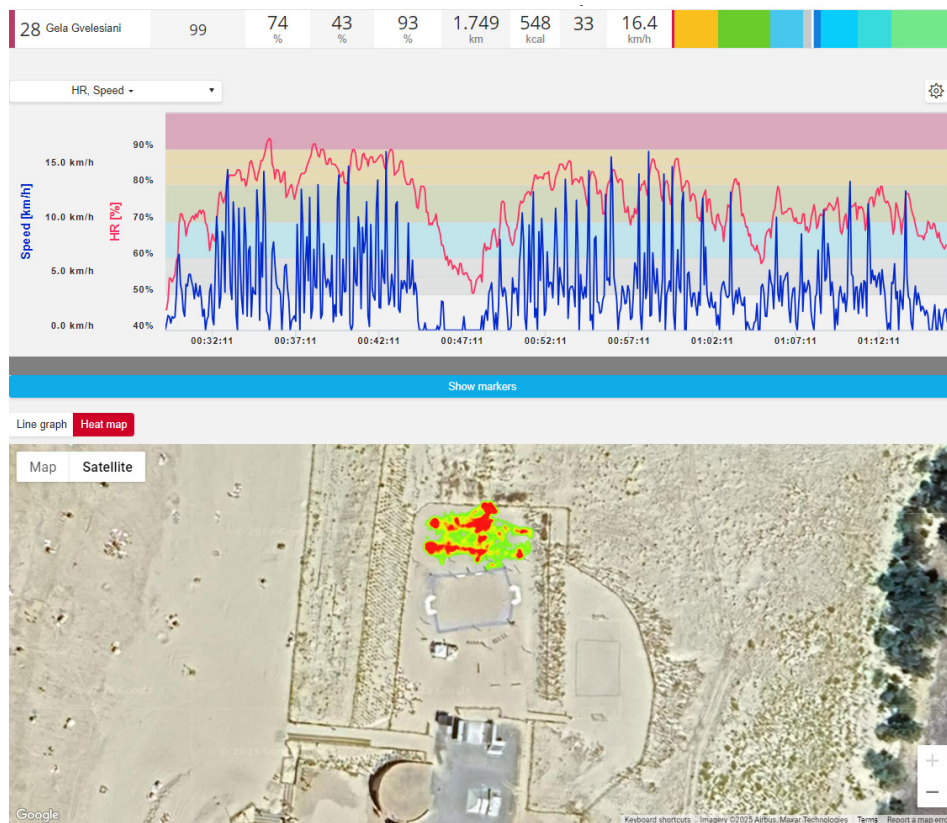 28 Gela Gvelesiani 99 74 % 43 % 93 % 1.749 km 548 kcal 33 16.4 km/h
HR, Speed
15.0 km/h
10.0 km/h
5.0 km/h
0.0 km/h
Speed [km/h]
90%
80%
70%
60%
50%
40%
HR [%]
00:32:11 00:37:11 00:42:11 00:47:11 00:52:11 00:57:11 01:02:11 01:07:11 01:12:11
Show markers
Line graph Heat map
Map Satellite
Google
Keyboard shortcuts Imagery ©2025 Airbus, Maxar Technologies Terms Report a map error